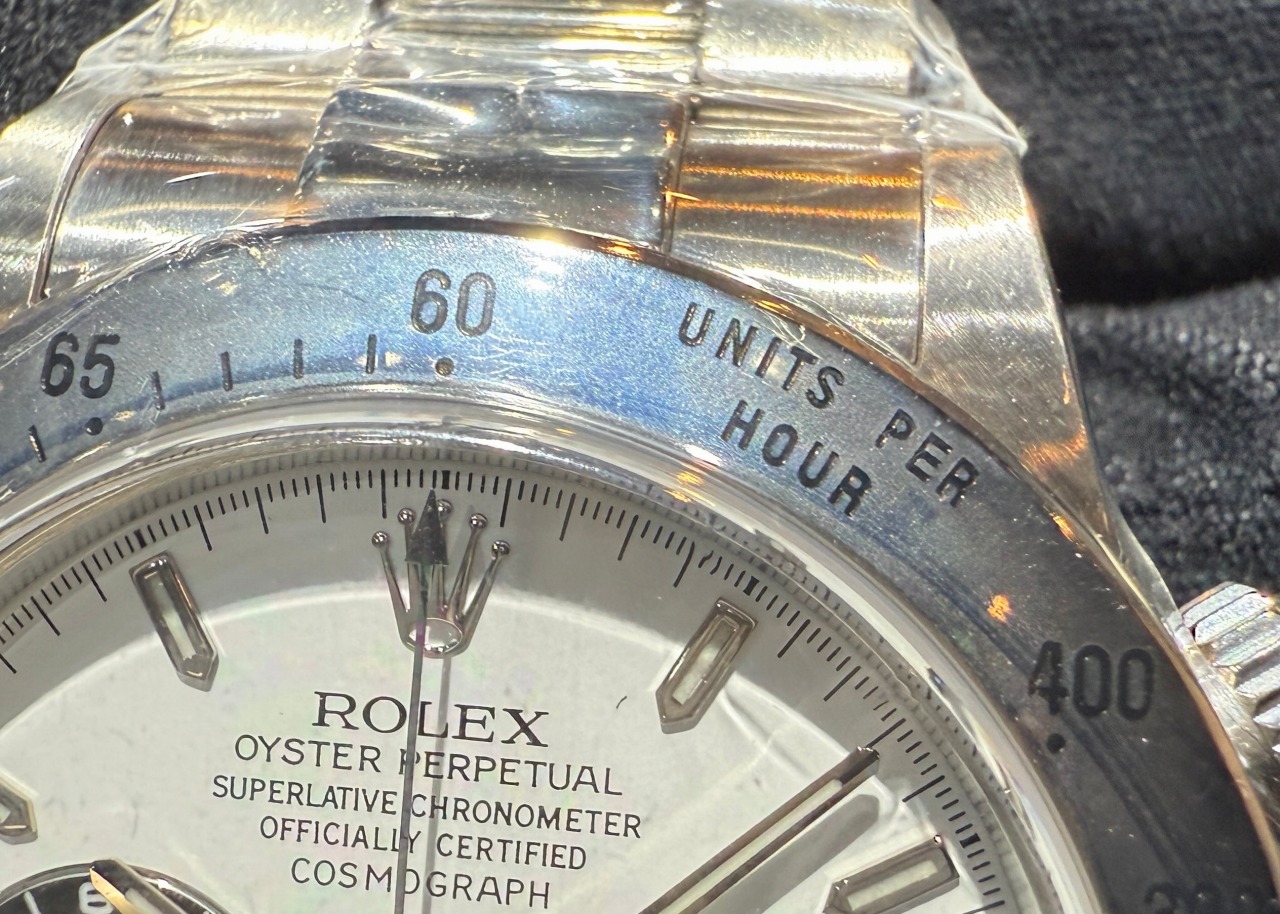 65
60
UNITS PER
HOUR
400
ROLEX
OYSTER PERPETUAL
SUPERLATIVE CHRONOMETER
OFFICIALLY CERTIFIED
COSMOGRAPH